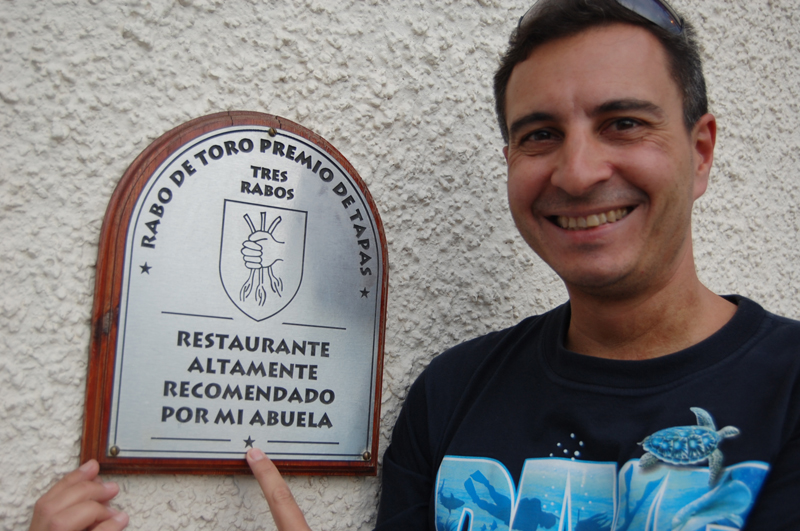 RABO DE TORO PREMIO DE TAPAS
TRES
RABOS
RESTAURANTE
ALTAMENTE
RECOMENDADO
POR MI ABUELA